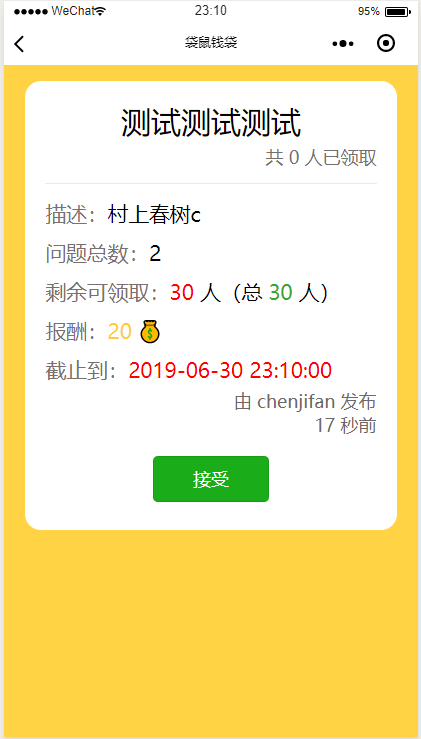 WeChat 23:10 95%
袋鼠钱袋
测试测试测试
共 0 人已领取
描述：村上春树c
问题总数：2
剩余可领取：30 人（总 30 人）
报酬：20
截止到：2019-06-30 23:10:00
由 chenjifan 发布
17 秒前
接受